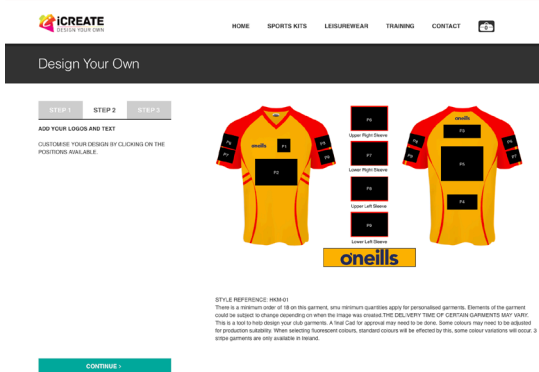 iCREATE
DESIGN YOUR OWN
HOME SPORTS KITS LEISUREWEAR TRAINING CONTACT
Design Your Own
STEP 1 STEP 2 STEP 3
ADD YOUR LOGOS AND TEXT
CUSTOMISE YOUR DESIGN BY CLICKING ON THE
POSITIONS AVAILABLE.
oneills
P1
P2
Upper Right Sleeve
P7
Lower Right Sleeve
Upper Left Sleeve
Lower Left Sleeve
oneills
P3
oneills
P5
P4
STYLE REFERENCE: HKM-01
There is a minimum order of 18 on this garment, smu minimum quantities apply for personalised garments. Elements of the garment
could be subject to change depending on when the image was created.THE DELIVERY TIME OF CERTAIN GARMENTS MAY VARY.
This is a tool to help design your club garments. A final Cad for approval may need to be done. Some colours may need to be adjusted
for production suitability. When selecting fluorescent colours, standard colours will be effected by this, some colour variations will occur. 3
stripe garments are only available in Ireland.
CONTINUE >